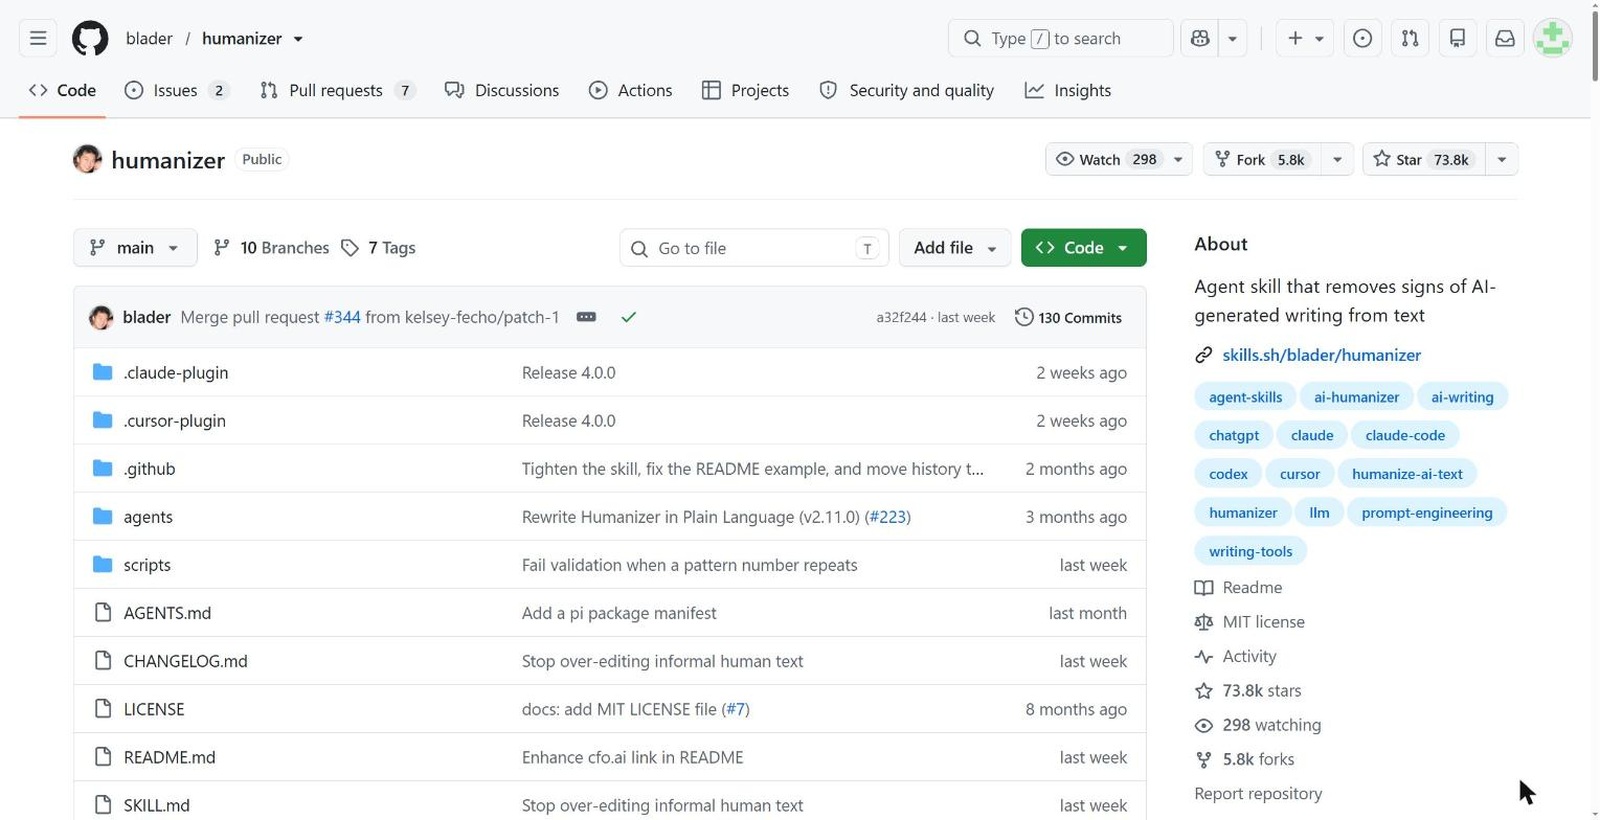 blader / humanizer
Type / to search
Code
Issues 2
Pull requests 7
Discussions
Actions
Projects
Security and quality
Insights
humanizer Public
Watch 298
Fork 5.8k
Star 73.8k
main
10 Branches
7 Tags
Go to file T
Add file
Code
blader Merge pull request #344 from kelsey-fecho/patch-1
a32f244 · last week
130 Commits
.claude-plugin Release 4.0.0 2 weeks ago
.cursor-plugin Release 4.0.0 2 weeks ago
.github Tighten the skill, fix the README example, and move history t... 2 months ago
agents Rewrite Humanizer in Plain Language (v2.11.0) (#223) 3 months ago
scripts Fail validation when a pattern number repeats last week
AGENTS.md Add a pi package manifest last month
CHANGELOG.md Stop over-editing informal human text last week
LICENSE docs: add MIT LICENSE file (#7) 8 months ago
README.md Enhance cfo.ai link in README last week
SKILL.md Stop over-editing informal human text last week
About
Agent skill that removes signs of AI-
generated writing from text
skills.sh/blader/humanizer
agent-skills ai-humanizer ai-writing
chatgpt claude claude-code
codex cursor humanize-ai-text
humanizer llm prompt-engineering
writing-tools
Readme
MIT license
Activity
73.8k stars
298 watching
5.8k forks
Report repository